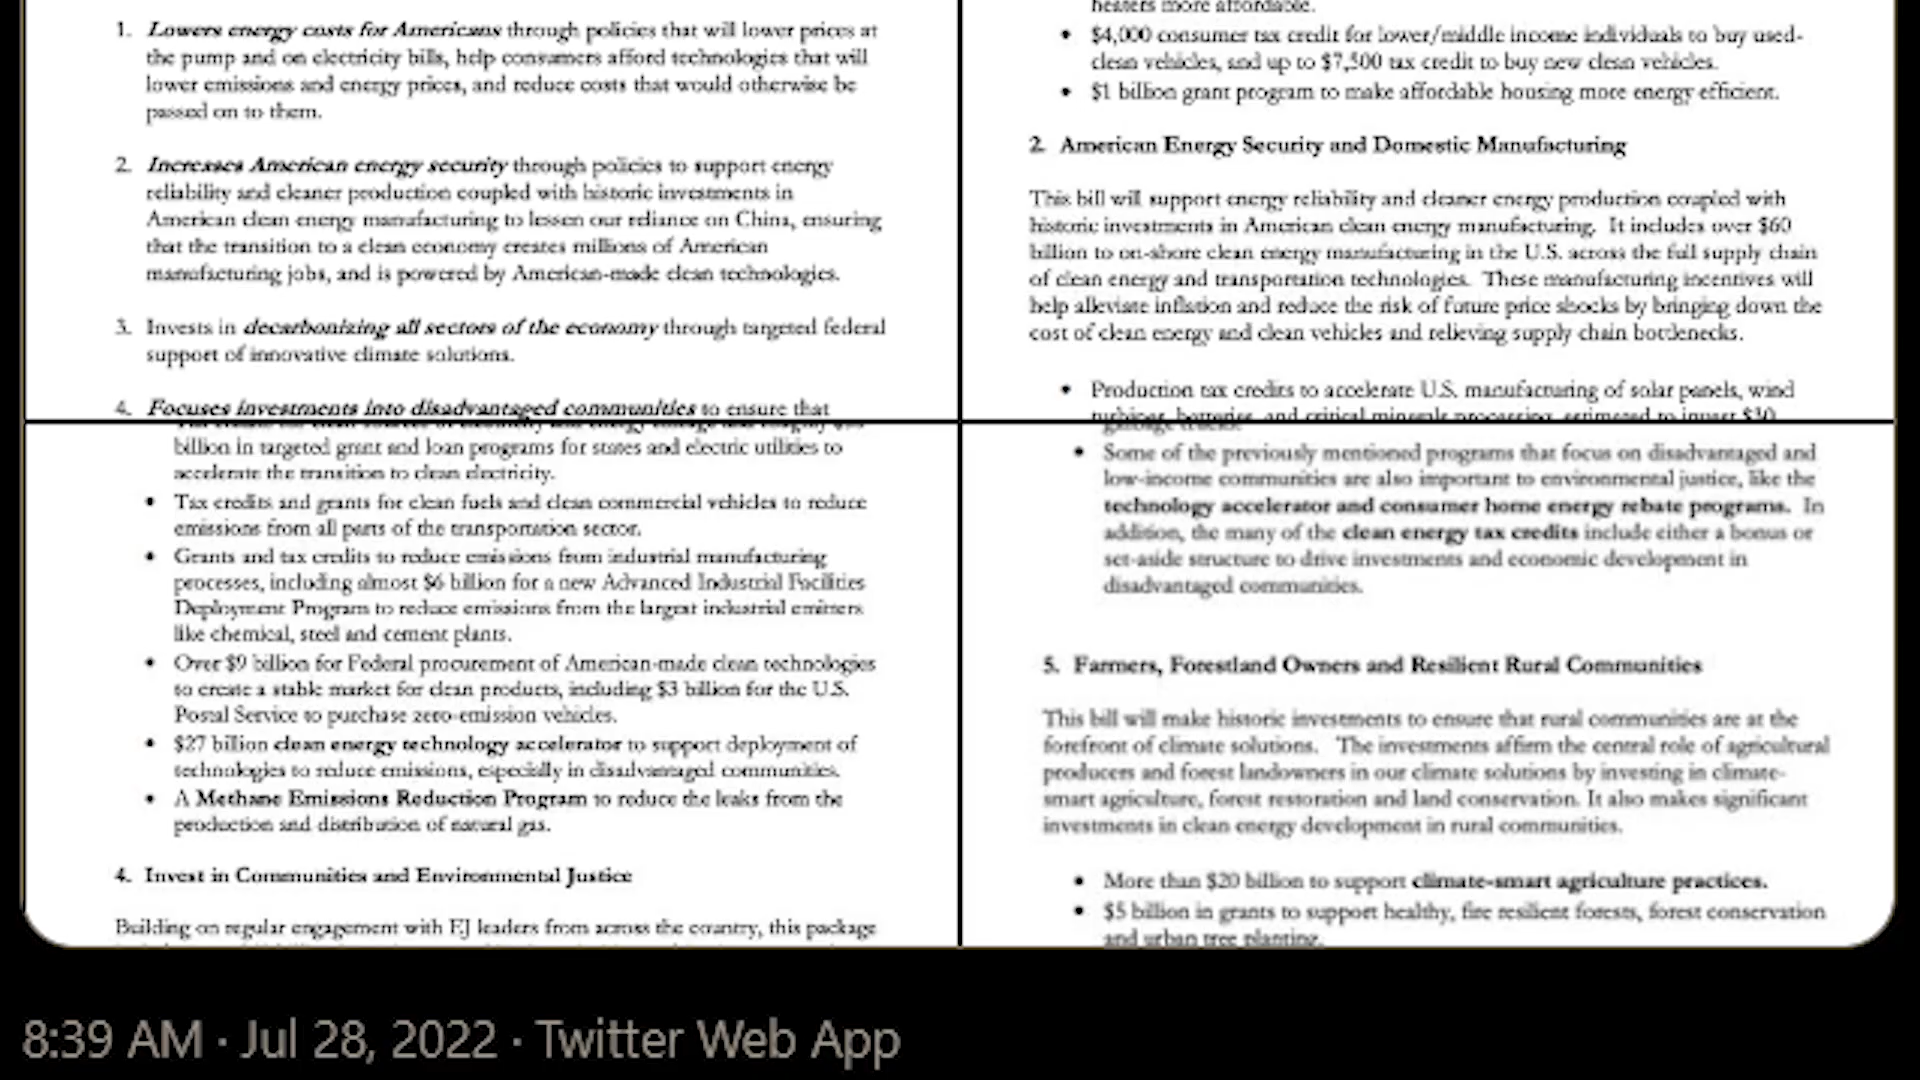 1. Lowers energy costs for Americans through policies that will lower prices at
the pump and on electricity bills, help consumers afford technologies that will
lower emissions and energy prices, and reduce costs that would otherwise be
passed on to them.
2. Increases American energy security through policies to support energy
reliability and cleaner production coupled with historic investments in
American clean energy manufacturing to lessen our reliance on China, ensuring
that the transition to a clean economy creates millions of American
manufacturing jobs, and is powered by American-made clean technologies.
3. Invests in decarbonizing all sectors of the economy through targeted federal
support of innovative climate solutions.
4. Focuses investments into disadvantaged communities to ensure that
heaters more affordable.
• $4,000 consumer tax credit for lower/middle income individuals to buy used-
clean vehicles, and up to $7,500 tax credit to buy new clean vehicles.
• $1 billion grant program to make affordable housing more energy efficient.
2. American Energy Security and Domestic Manufacturing
This bill will support energy reliability and cleaner energy production coupled with
historic investments in American clean energy manufacturing. It includes over $60
billion to on-shore clean energy manufacturing in the U.S. across the full supply chain
of clean energy and transportation technologies. These manufacturing incentives will
help alleviate inflation and reduce the risk of future price shocks by bringing down the
cost of clean energy and clean vehicles and relieving supply chain bottlenecks.
• Production tax credits to accelerate U.S. manufacturing of solar panels, wind
turbines, batteries, and critical minerals processing, estimated to invest $30
billion in targeted grant and loan programs for states and electric utilities to
accelerate the transition to clean electricity.
• Tax credits and grants for clean fuels and clean commercial vehicles to reduce
emissions from all parts of the transportation sector.
• Grants and tax credits to reduce emissions from industrial manufacturing
processes, including almost $6 billion for a new Advanced Industrial Facilities
Deployment Program to reduce emissions from the largest industrial emitters
like chemical, steel and cement plants.
• Over $9 billion for Federal procurement of American-made clean technologies
to create a stable market for clean products, including $3 billion for the U.S.
Postal Service to purchase zero-emission vehicles.
• $27 billion clean energy technology accelerator to support deployment of
technologies to reduce emissions, especially in disadvantaged communities.
• A Methane Emissions Reduction Program to reduce the leaks from the
production and distribution of natural gas.
4. Invest in Communities and Environmental Justice
Building on regular engagement with EJ leaders from across the country, this package
garbage trucks.
• Some of the previously mentioned programs that focus on disadvantaged and
low-income communities are also important to environmental justice, like the
technology accelerator and consumer home energy rebate programs. In
addition, the many of the clean energy tax credits include either a bonus or
set-aside structure to drive investments and economic development in
disadvantaged communities.
5. Farmers, Forestland Owners and Resilient Rural Communities
This bill will make historic investments to ensure that rural communities are at the
forefront of climate solutions. The investments affirm the central role of agricultural
producers and forest landowners in our climate solutions by investing in climate-
smart agriculture, forest restoration and land conservation. It also makes significant
investments in clean energy development in rural communities.
• More than $20 billion to support climate-smart agriculture practices.
• $5 billion in grants to support healthy, fire resilient forests, forest conservation
and urban tree planting.
8:39 AM · Jul 28, 2022 · Twitter Web App